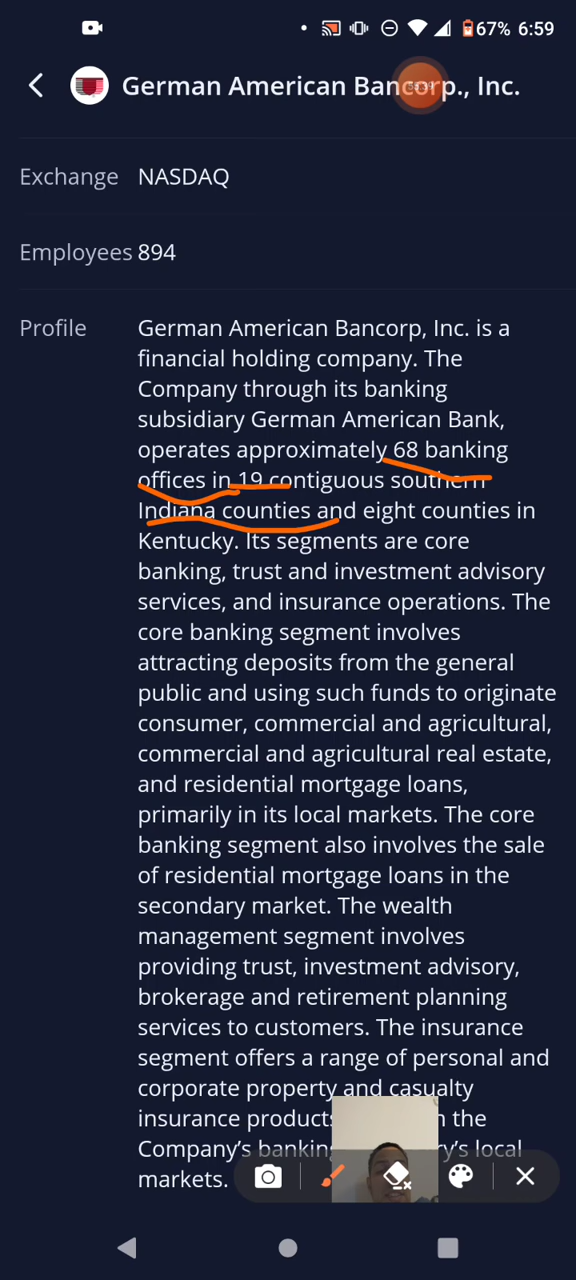 67% 6:59
German American Bancorp., Inc.
Exchange NASDAQ
Employees 894
Profile German American Bancorp, Inc. is a
financial holding company. The
Company through its banking
subsidiary German American Bank,
operates approximately 68 banking
offices in 19 contiguous southern
Indiana counties and eight counties in
Kentucky. Its segments are core
banking, trust and investment advisory
services, and insurance operations. The
core banking segment involves
attracting deposits from the general
public and using such funds to originate
consumer, commercial and agricultural,
commercial and agricultural real estate,
and residential mortgage loans,
primarily in its local markets. The core
banking segment also involves the sale
of residential mortgage loans in the
secondary market. The wealth
management segment involves
providing trust, investment advisory,
brokerage and retirement planning
services to customers. The insurance
segment offers a range of personal and
corporate property and casualty
insurance products the
Company's banking local
markets.